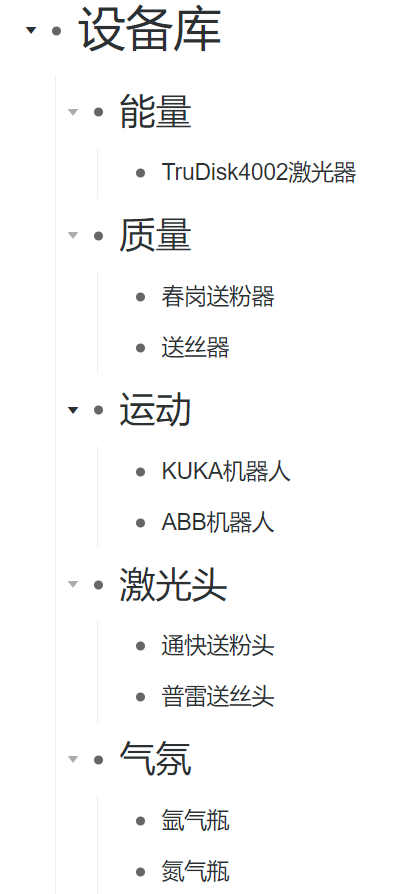 设备库
能量
TruDisk4002激光器
质量
春岗送粉器
送丝器
运动
KUKA机器人
ABB机器人
激光头
通快送粉头
普雷送丝头
气氛
氩气瓶
氮气瓶